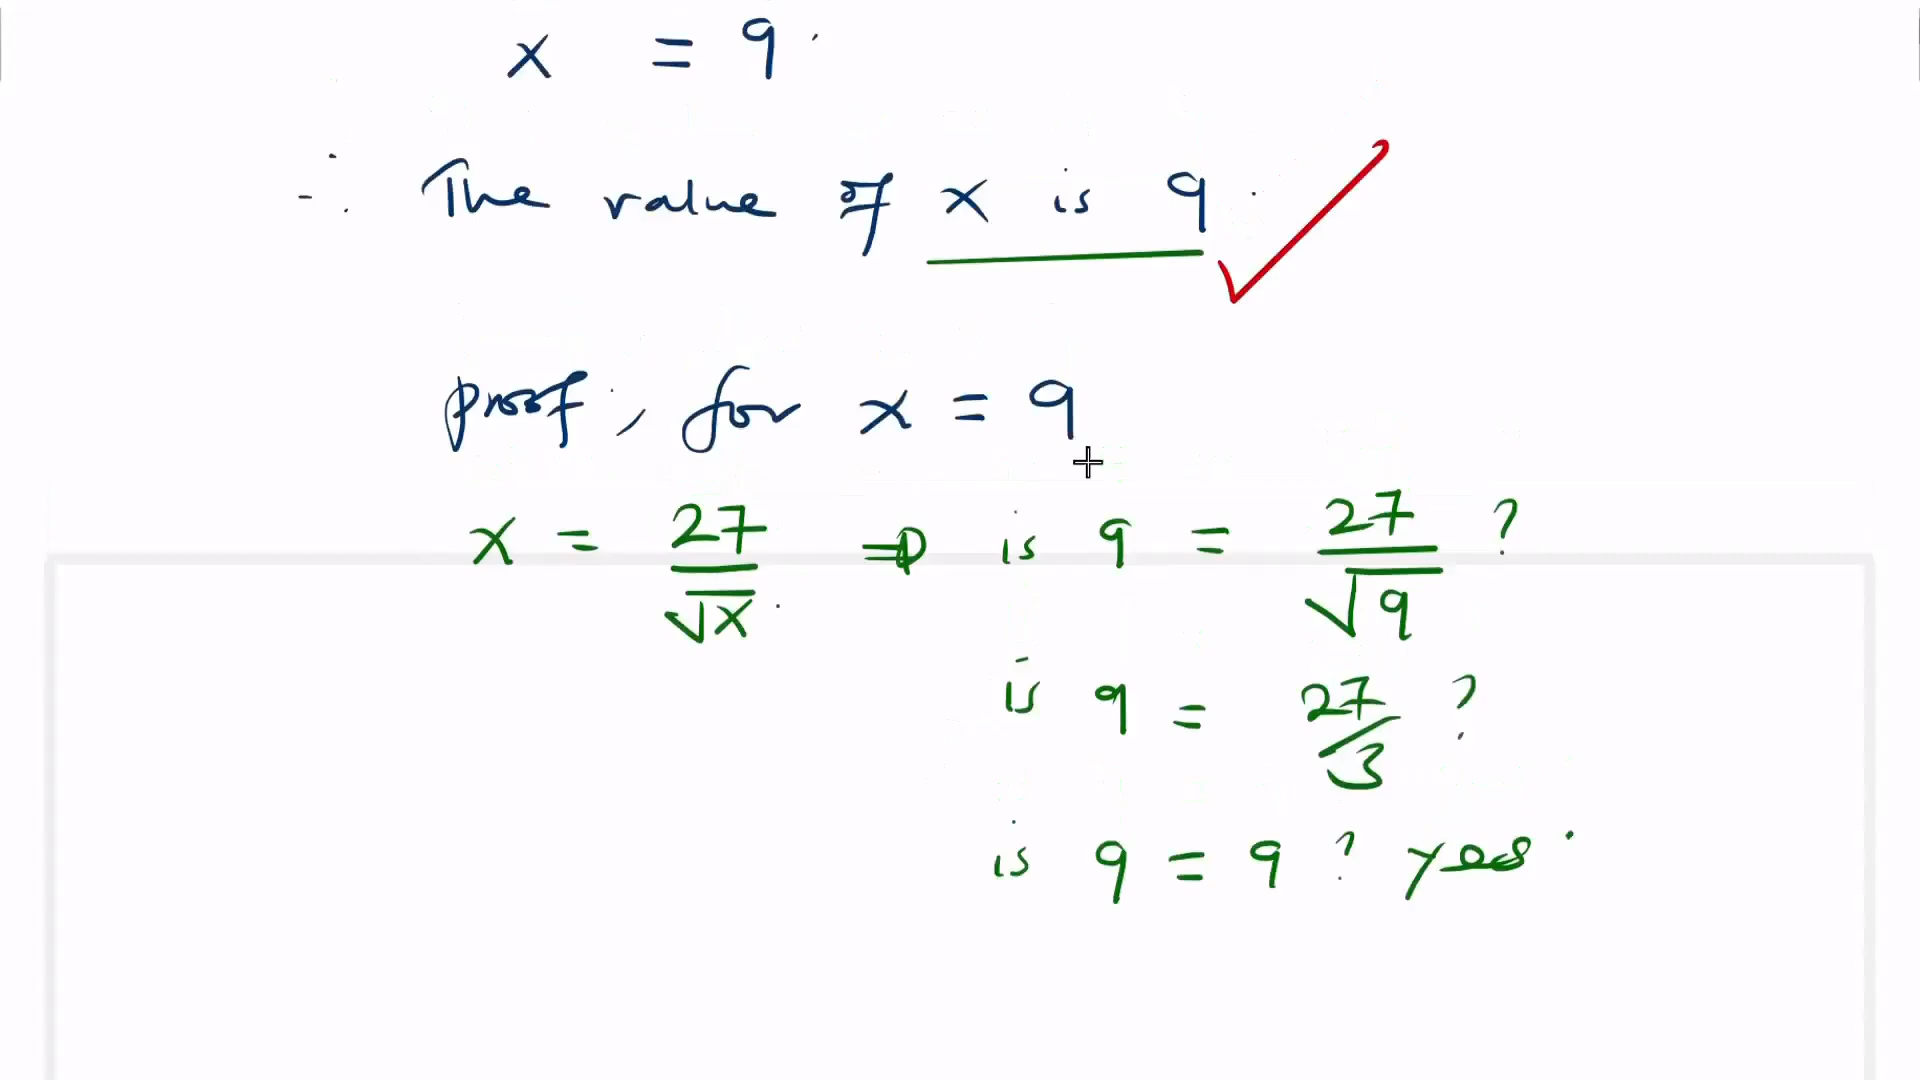 x = 9.
∴ The value of x is 9.
proof, for x = 9
x = 27/√x. ⇒ is 9 = 27/√9 ?
is 9 = 27/3 ?
is 9 = 9 ? yes.